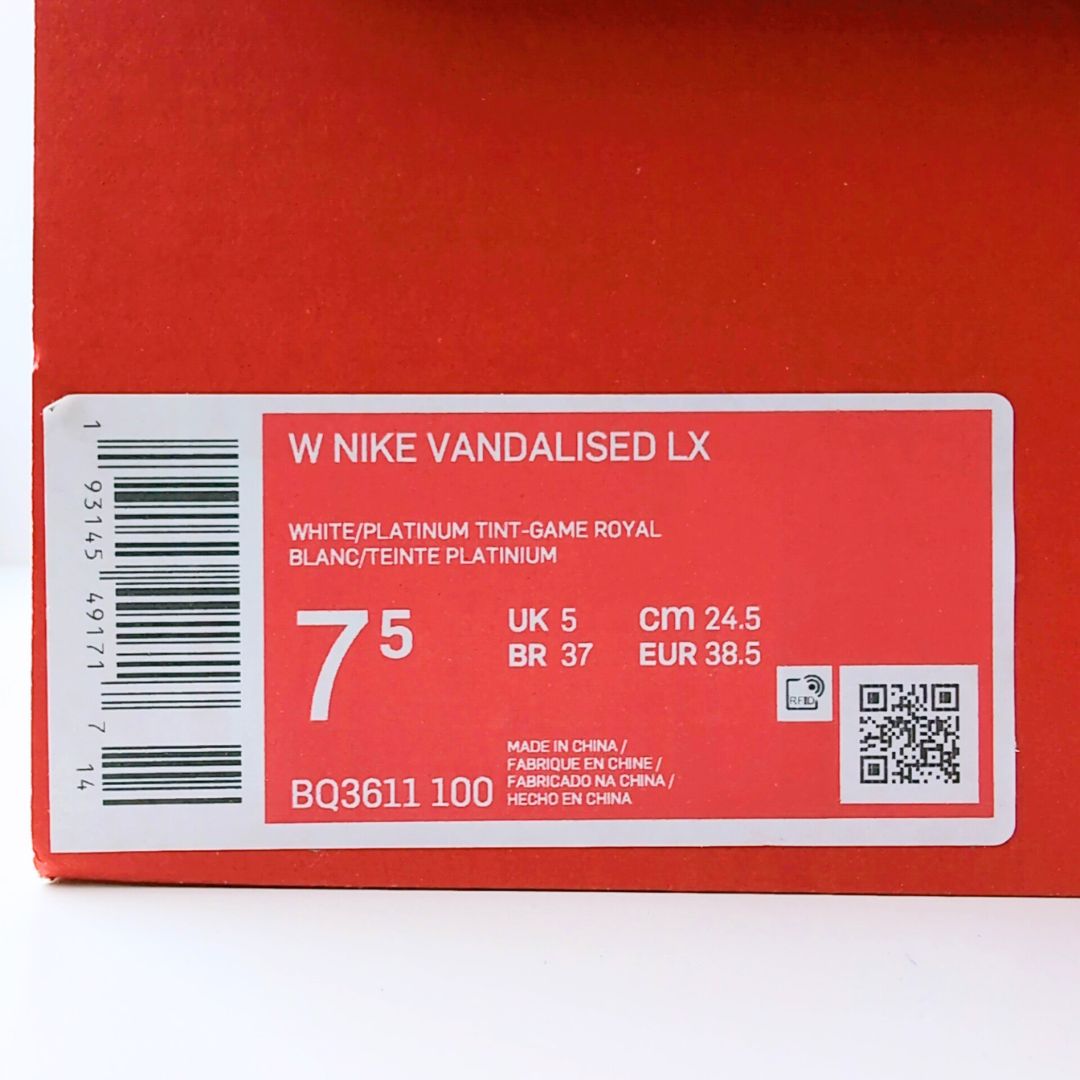 W NIKE VANDALISED LX
WHITE/PLATINUM TINT-GAME ROYAL
BLANC/TEINTE PLATINIUM
7 5
UK 5
cm 24.5
BR 37
EUR 38.5
RFID
MADE IN CHINA /
FABRIQUE EN CHINE /
FABRICADO NA CHINA /
HECHO EN CHINA
BQ3611 100
1 93145 49171 7 14